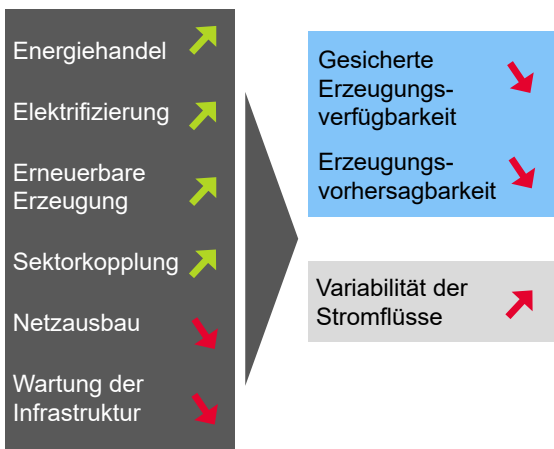 Energiehandel
Elektrifizierung
Erneuerbare
Erzeugung
Sektorkopplung
Netzausbau
Wartung der
Infrastruktur
Gesicherte
Erzeugungs-
verfügbarkeit
Erzeugungs-
vorhersagbarkeit
Variabilität der
Stromflüsse